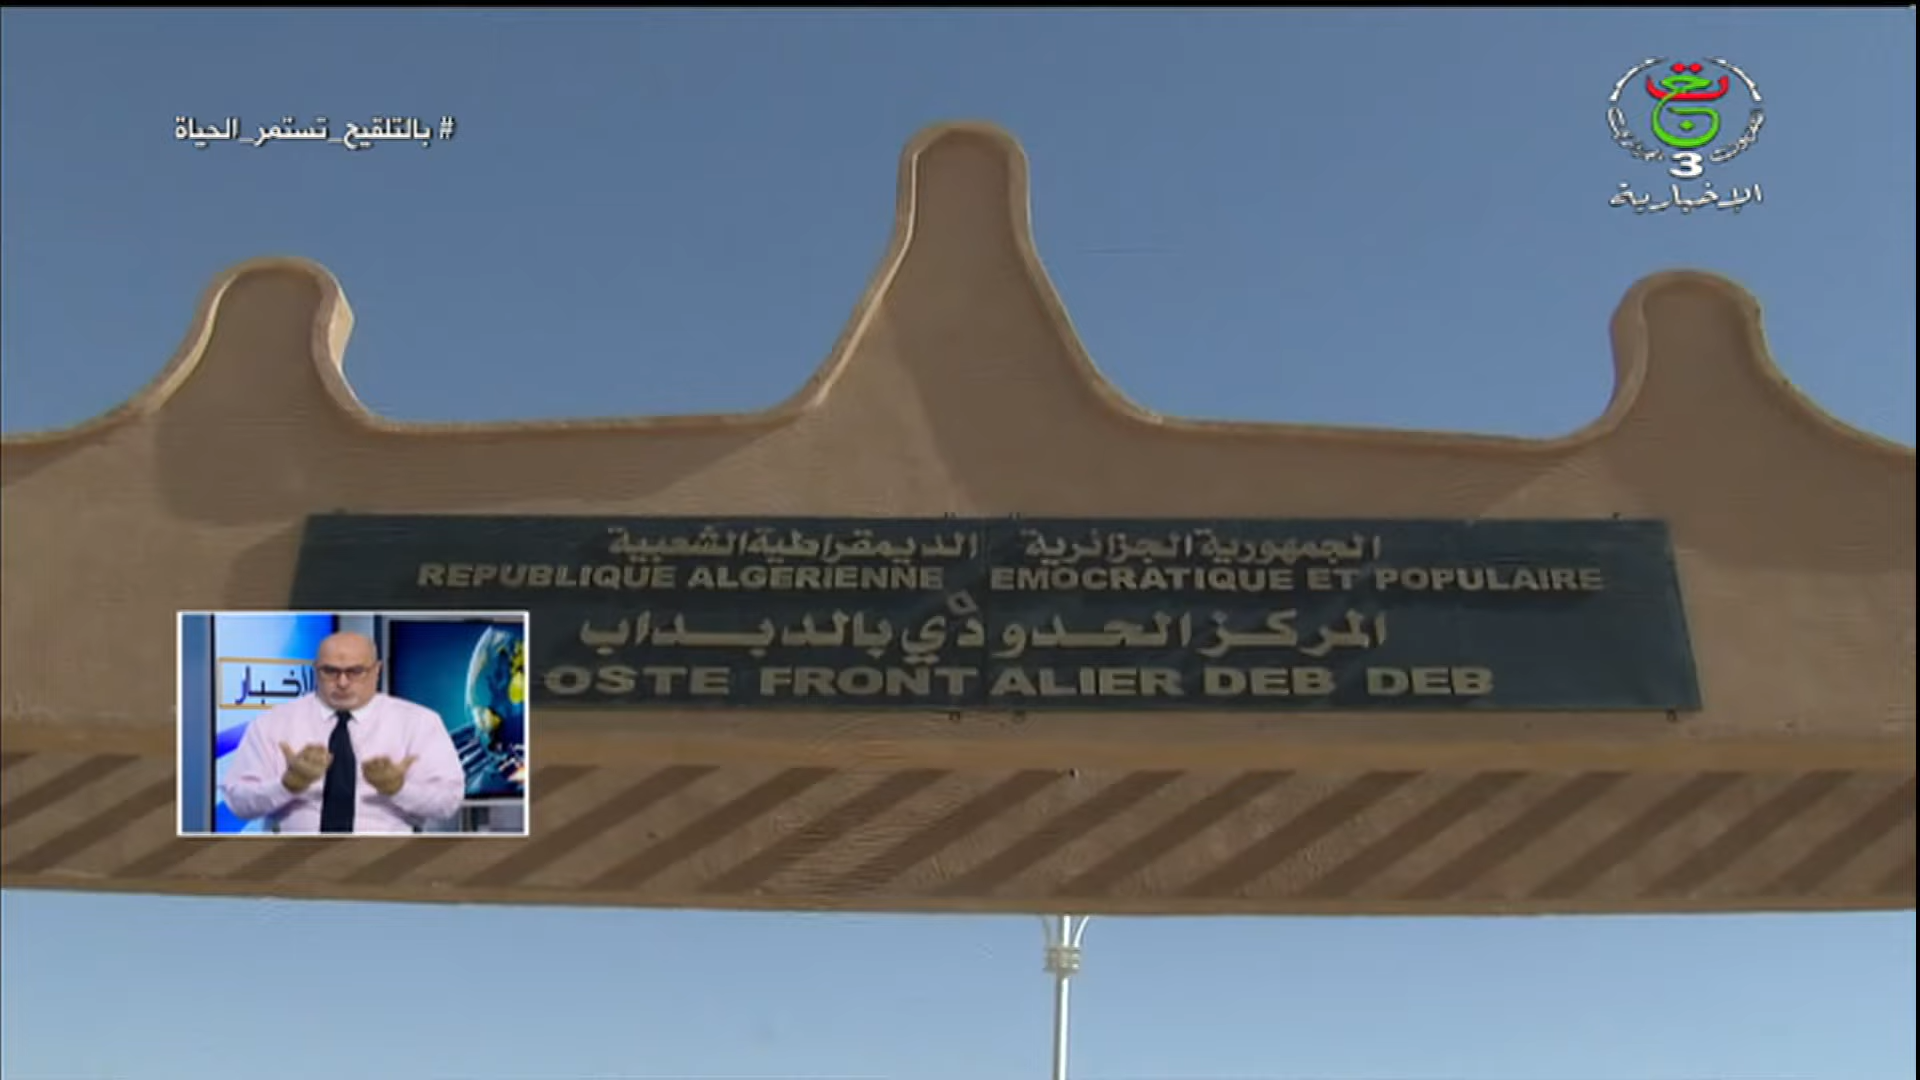 # بالتلقيح_تستمر_الحياة
3
الإخبارية
الجمهورية الجزائرية الديمقراطية الشعبية
REPUBLIQUE ALGERIENNE EMOCRATIQUE ET POPULAIRE
المركز الحدودي بالدبداب
OSTE FRONTALIER DEB DEB
الأخبار